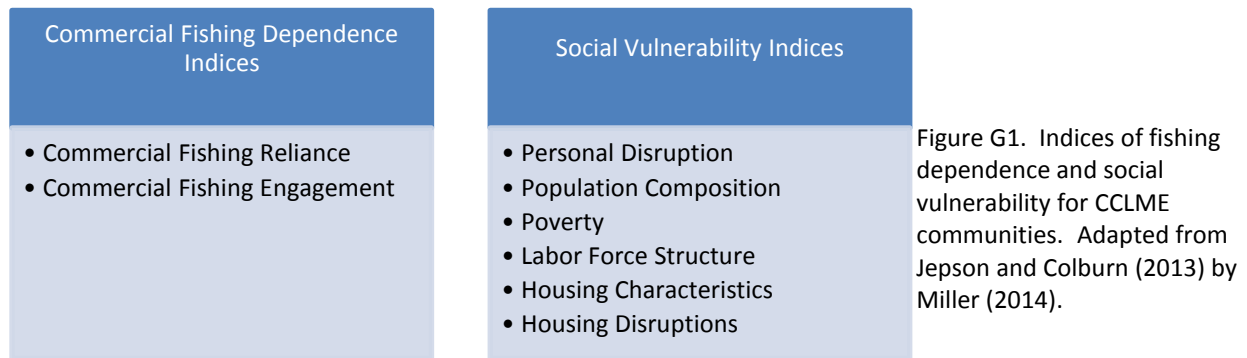 Commercial Fishing Dependence
Indices
• Commercial Fishing Reliance
• Commercial Fishing Engagement
Social Vulnerability Indices
• Personal Disruption
• Population Composition
• Poverty
• Labor Force Structure
• Housing Characteristics
• Housing Disruptions
Figure G1.  Indices of fishing
dependence and social
vulnerability for CCLME
communities.  Adapted from
Jepson and Colburn (2013) by
Miller (2014).